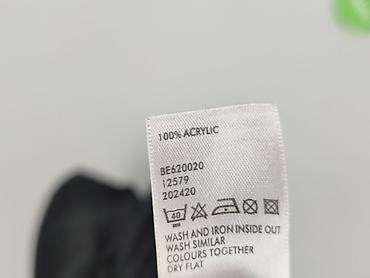 100% ACRYLIC
BE620020
12579
202420
40
WASH AND IRON INSIDE OUT
WASH SIMILAR
COLOURS TOGETHER
DRY FLAT